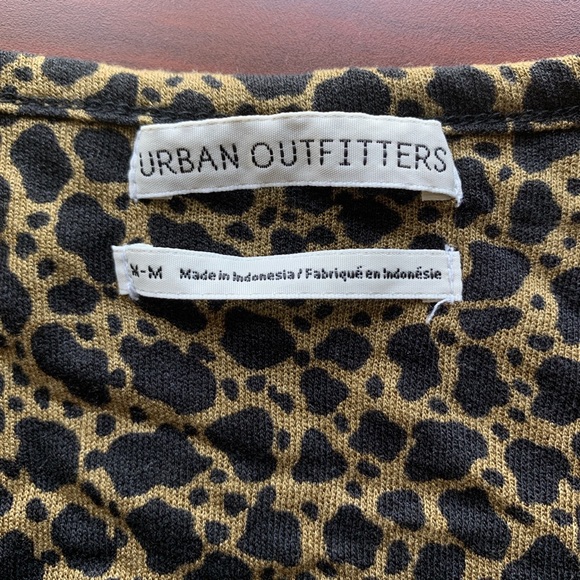 URBAN OUTFITTERS
M-M Made in Indonesia / Fabriqué en Indonésie